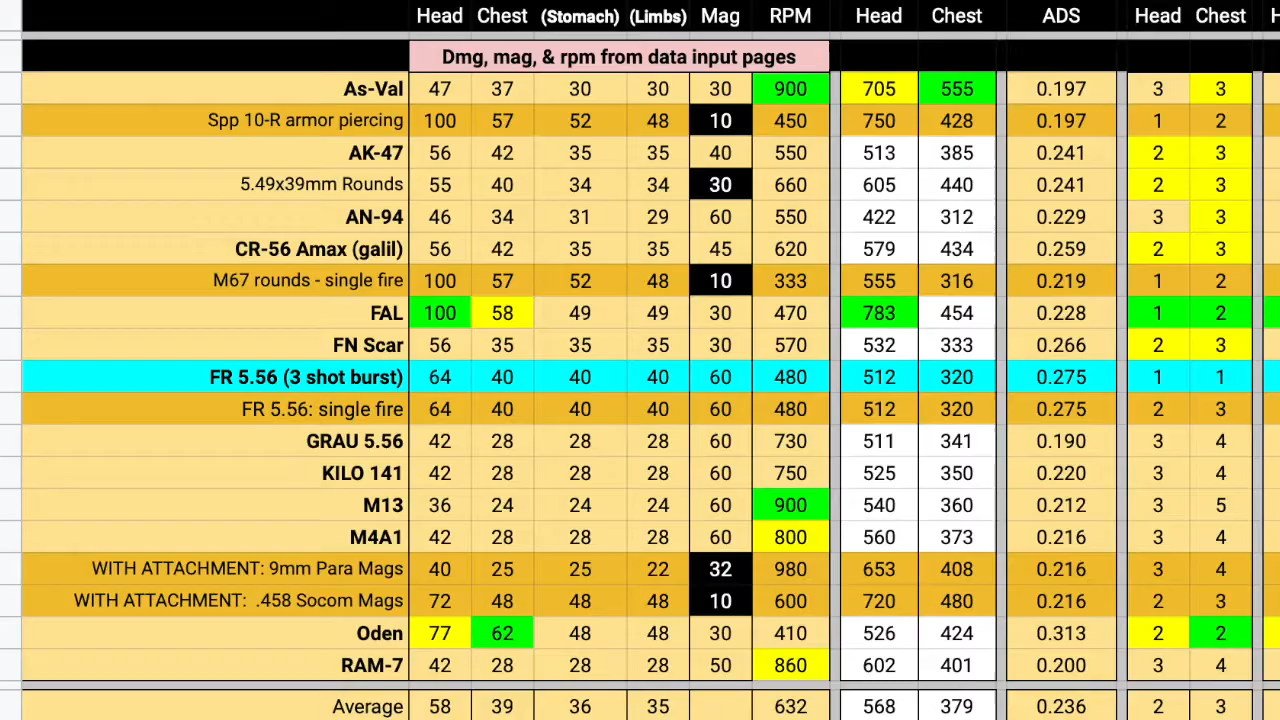 Head Chest (Stomach) (Limbs) Mag RPM Head Chest ADS Head Chest
Dmg, mag, & rpm from data input pages
As-Val 47 37 30 30 30 900 705 555 0.197 3 3
Spp 10-R armor piercing 100 57 52 48 10 450 750 428 0.197 1 2
AK-47 56 42 35 35 40 550 513 385 0.241 2 3
5.49x39mm Rounds 55 40 34 34 30 660 605 440 0.241 2 3
AN-94 46 34 31 29 60 550 422 312 0.229 3 3
CR-56 Amax (galil) 56 42 35 35 45 620 579 434 0.259 2 3
M67 rounds - single fire 100 57 52 48 10 333 555 316 0.219 1 2
FAL 100 58 49 49 30 470 783 454 0.228 1 2
FN Scar 56 35 35 35 30 570 532 333 0.266 2 3
FR 5.56 (3 shot burst) 64 40 40 40 60 480 512 320 0.275 1 1
FR 5.56: single fire 64 40 40 40 60 480 512 320 0.275 2 3
GRAU 5.56 42 28 28 28 60 730 511 341 0.190 3 4
KILO 141 42 28 28 28 60 750 525 350 0.220 3 4
M13 36 24 24 24 60 900 540 360 0.212 3 5
M4A1 42 28 28 28 60 800 560 373 0.216 3 4
WITH ATTACHMENT: 9mm Para Mags 40 25 25 22 32 980 653 408 0.216 3 4
WITH ATTACHMENT: .458 Socom Mags 72 48 48 48 10 600 720 480 0.216 2 3
Oden 77 62 48 48 30 410 526 424 0.313 2 2
RAM-7 42 28 28 28 50 860 602 401 0.200 3 4
Average 58 39 36 35 632 568 379 0.236 2 3